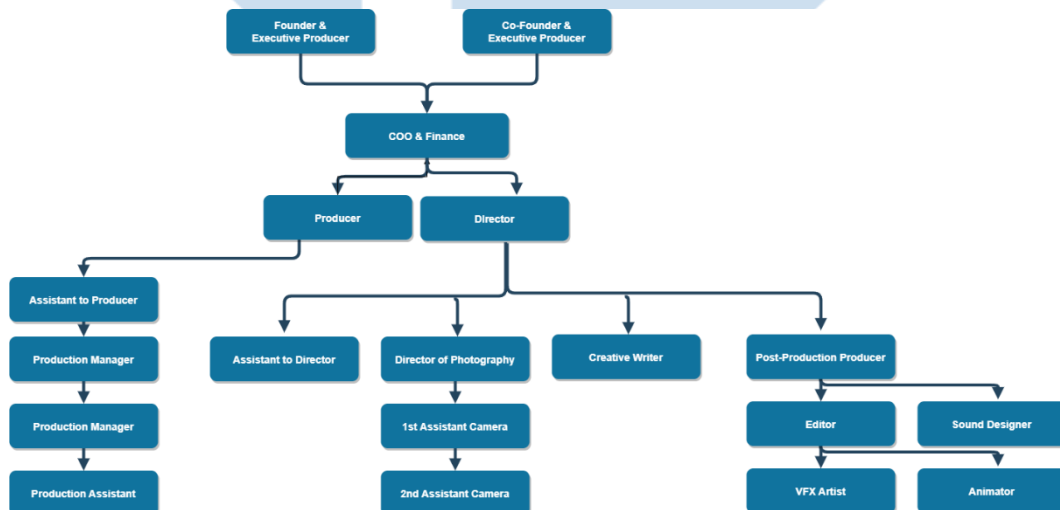 Founder &
Executive Producer
Co-Founder &
Executive Producer
COO & Finance
Producer
Director
Assistant to Producer
Assistant to Director
Director of Photography
Creative Writer
Post-Production Producer
Production Manager
Production Manager
1st Assistant Camera
Editor
Sound Designer
Production Assistant
2nd Assistant Camera
VFX Artist
Animator